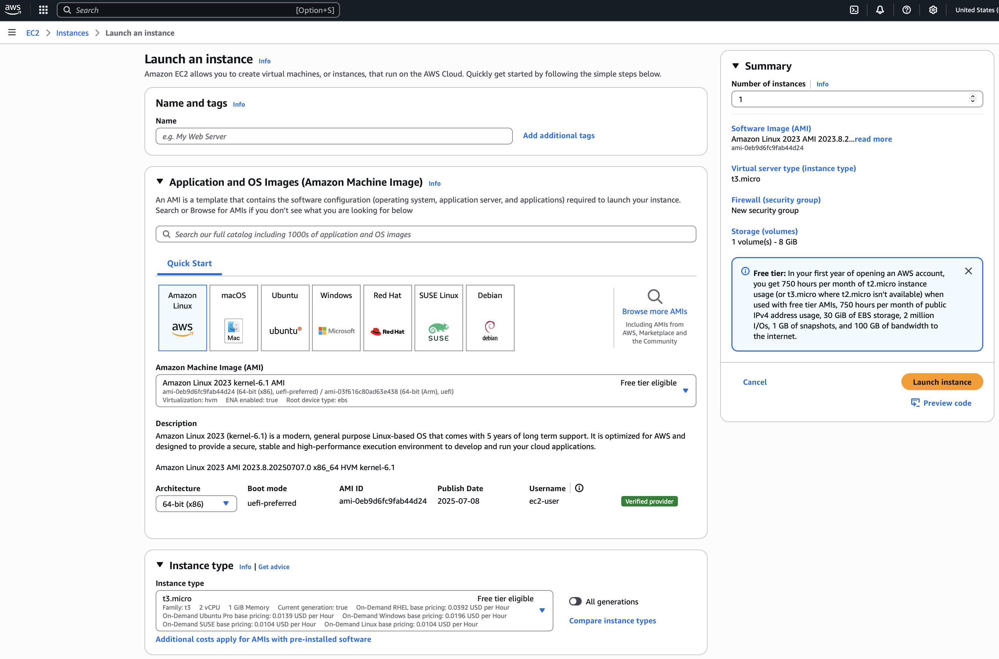 aws
Search [Option+S]
United States (
EC2 > Instances > Launch an instance
Launch an instance Info
Amazon EC2 allows you to create virtual machines, or instances, that run on the AWS Cloud. Quickly get started by following the simple steps below.
Name and tags Info
Name
e.g. My Web Server
Add additional tags
Application and OS Images (Amazon Machine Image) Info
An AMI is a template that contains the software configuration (operating system, application server, and applications) required to launch your instance.
Search or Browse for AMIs if you don’t see what you are looking for below
Search our full catalog including 1000s of application and OS images
Quick Start
Amazon
Linux
aws
macOS
Mac
Ubuntu
ubuntu
Windows
Microsoft
Red Hat
Red Hat
SUSE Linux
SUSE
Debian
debian
Browse more AMIs
Including AMIs from
AWS, Marketplace and
the Community
Amazon Machine Image (AMI)
Amazon Linux 2023 kernel-6.1 AMI Free tier eligible
ami-0eb9d6fc9fab44d24 (64-bit (x86), uefi-preferred) / ami-03f616c80ad63e438 (64-bit (Arm), uefi)
Virtualization: hvm ENA enabled: true Root device type: ebs
Description
Amazon Linux 2023 (kernel-6.1) is a modern, general purpose Linux-based OS that comes with 5 years of long term support. It is optimized for AWS and
designed to provide a secure, stable and high-performance execution environment to develop and run your cloud applications.
Amazon Linux 2023 AMI 2023.8.20250707.0 x86_64 HVM kernel-6.1
Architecture Boot mode AMI ID Publish Date Username
64-bit (x86) uefi-preferred ami-0eb9d6fc9fab44d24 2025-07-08 ec2-user Verified provider
Instance type Info | Get advice
Instance type
t3.micro Free tier eligible
Family: t3 2 vCPU 1 GiB Memory Current generation: true On-Demand RHEL base pricing: 0.0392 USD per Hour
On-Demand Ubuntu Pro base pricing: 0.0139 USD per Hour On-Demand Windows base pricing: 0.0196 USD per Hour
On-Demand SUSE base pricing: 0.0104 USD per Hour On-Demand Linux base pricing: 0.0104 USD per Hour
All generations
Compare instance types
Additional costs apply for AMIs with pre-installed software
Summary
Number of instances Info
1
Software Image (AMI)
Amazon Linux 2023 AMI 2023.8.2...read more
ami-0eb9d6fc9fab44d24
Virtual server type (instance type)
t3.micro
Firewall (security group)
New security group
Storage (volumes)
1 volume(s) - 8 GiB
Free tier: In your first year of opening an AWS account,
you get 750 hours per month of t2.micro instance
usage (or t3.micro where t2.micro isn't available) when
used with free tier AMIs, 750 hours per month of public
IPv4 address usage, 30 GiB of EBS storage, 2 million
I/Os, 1 GB of snapshots, and 100 GB of bandwidth to
the internet.
Cancel
Launch instance
Preview code